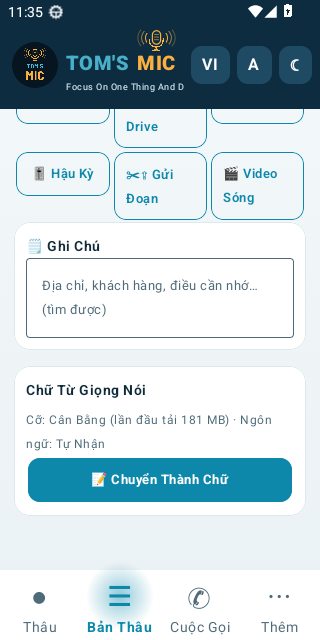 11:35
TOM'S MIC
TOM'S MIC
Focus On One Thing And D
VI
A
Drive
🎚️ Hậu Kỳ
✂⇪ Gửi Đoạn
🎬 Video Sóng
🗒️ Ghi Chú
Địa chỉ, khách hàng, điều cần nhớ…
(tìm được)
Chữ Từ Giọng Nói
Cỡ: Cân Bằng (lần đầu tải 181 MB) · Ngôn
ngữ: Tự Nhận
📝 Chuyển Thành Chữ
Thâu
Bản Thâu
Cuộc Gọi
Thêm